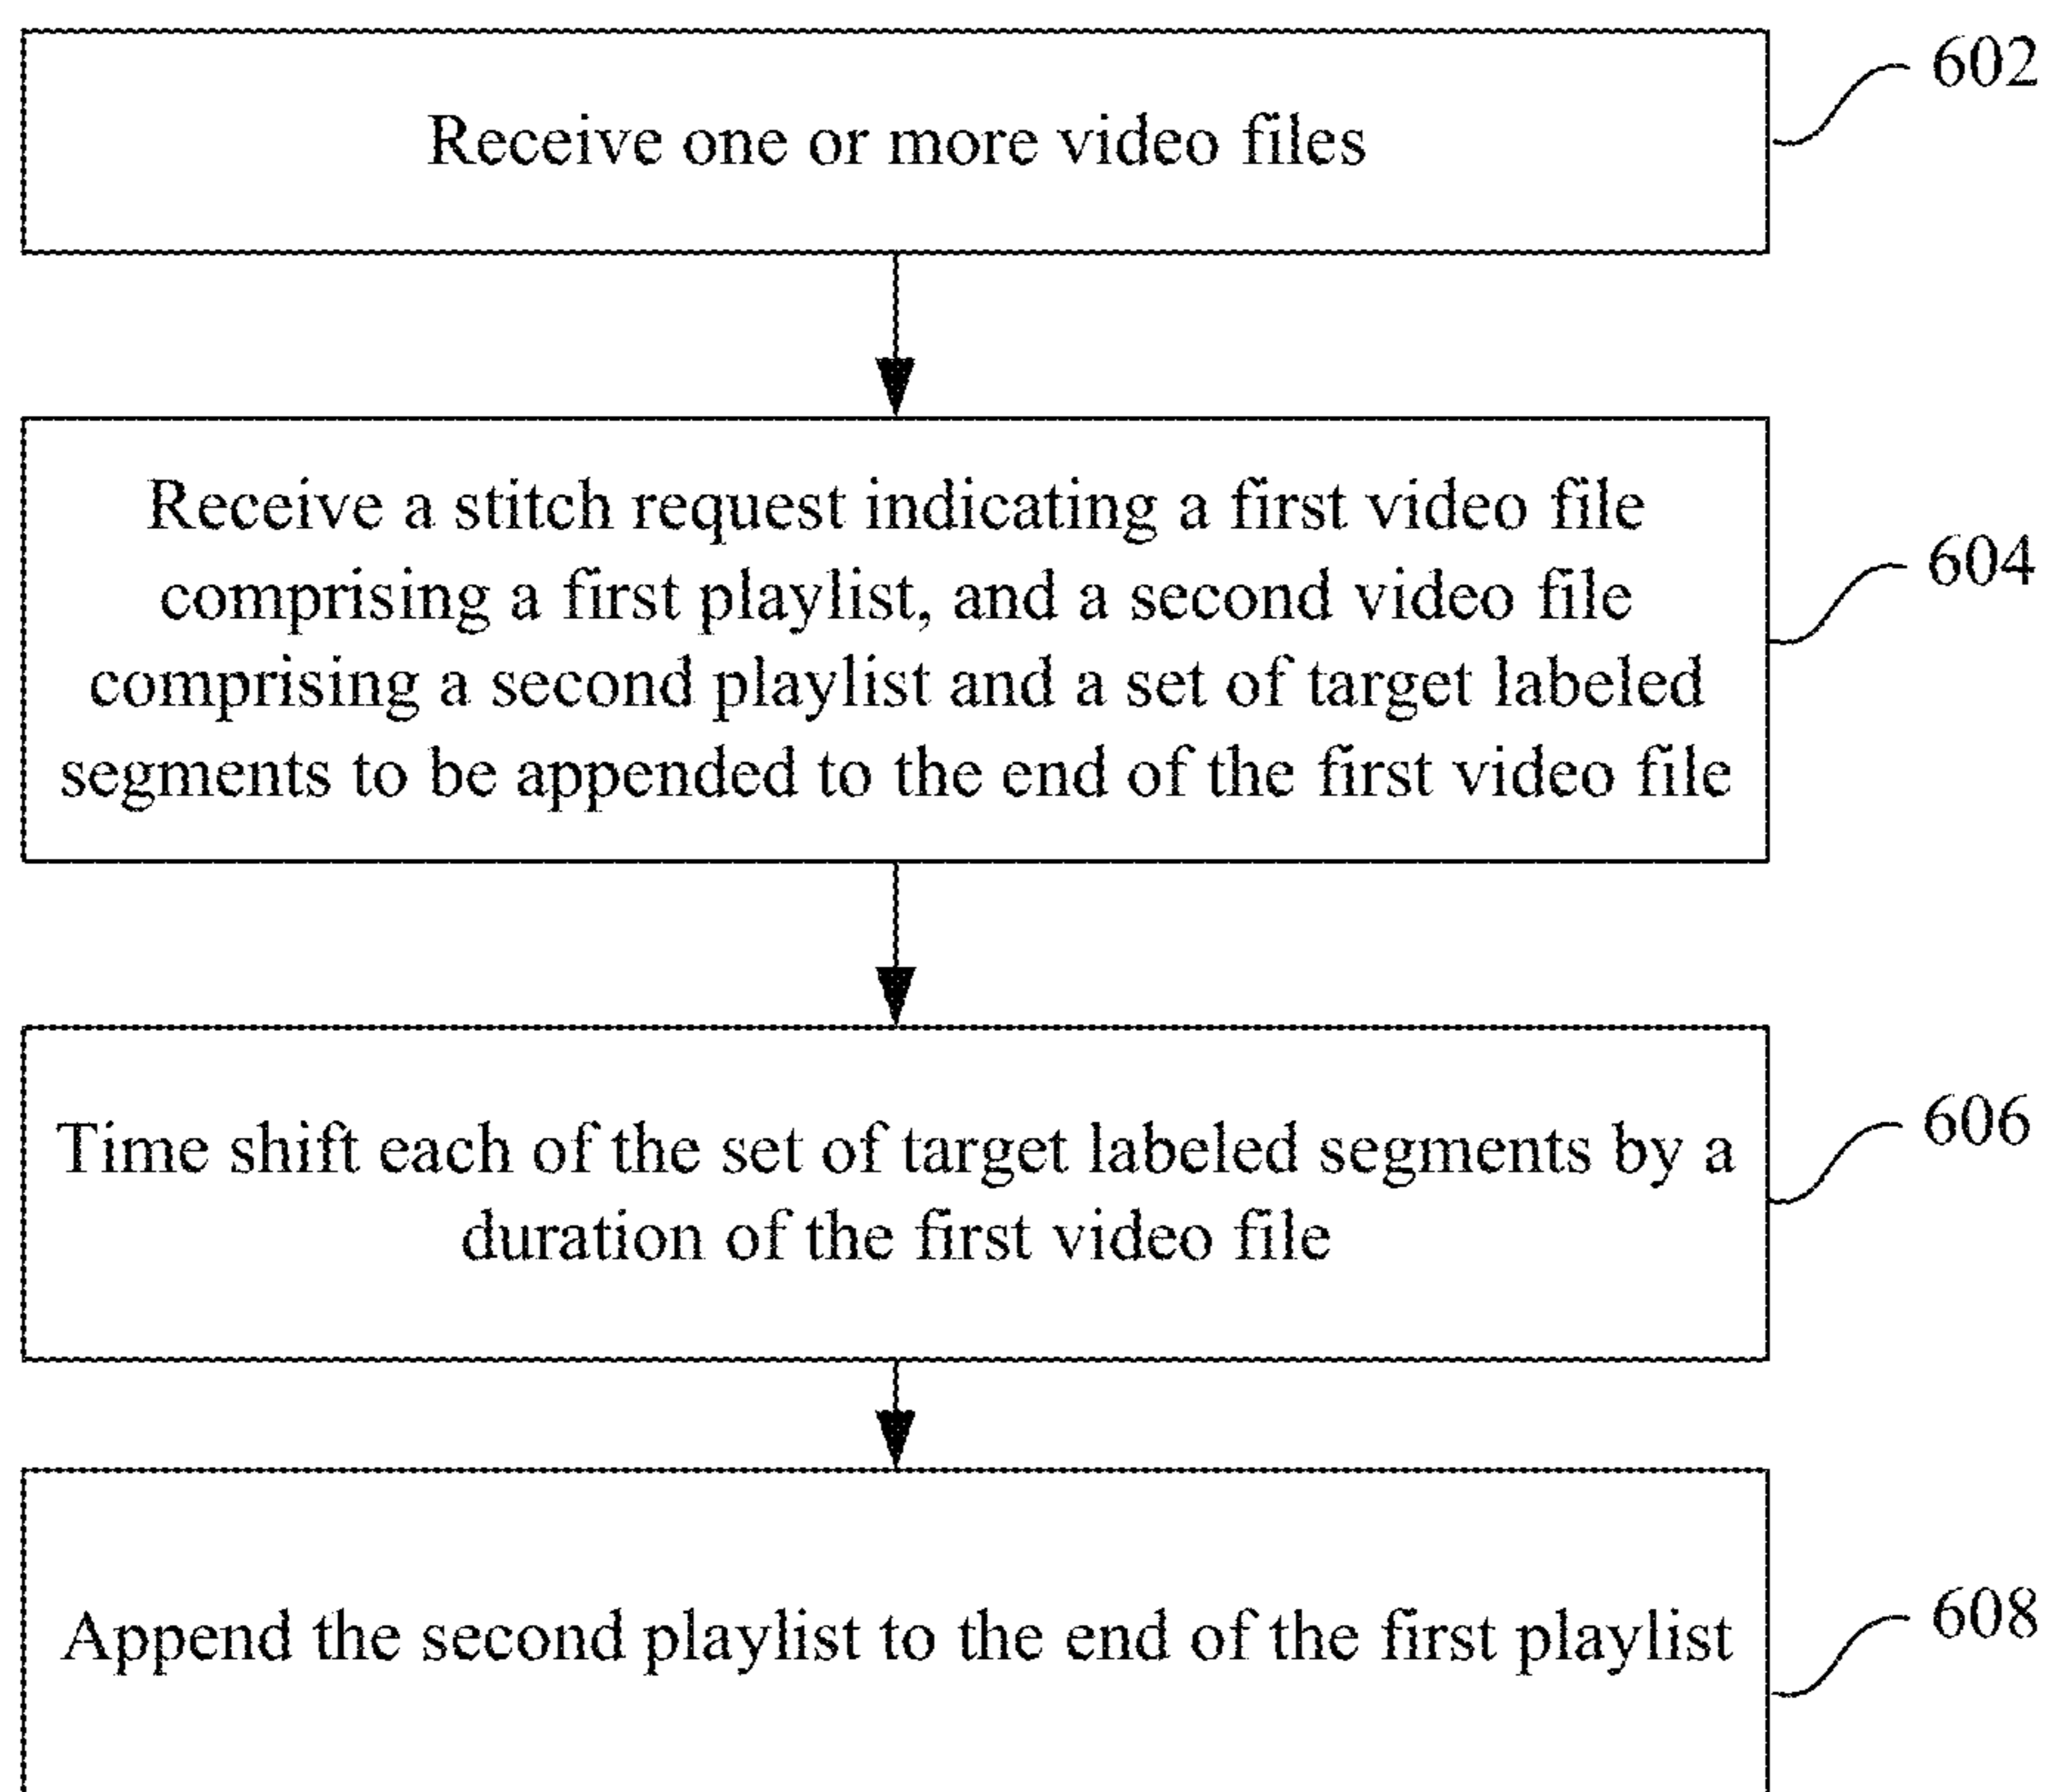 Receive one or more video files
602
Receive a stitch request indicating a first video file
comprising a first playlist, and a second video file
comprising a second playlist and a set of target labeled
segments to be appended to the end of the first video file
604
Time shift each of the set of target labeled segments by a
duration of the first video file
606
Append the second playlist to the end of the first playlist
608